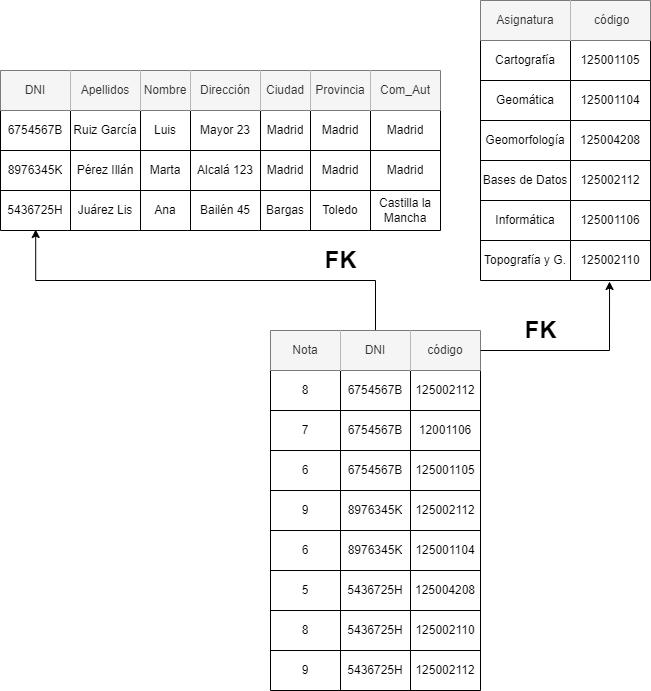 Asignatura código
Cartografía 125001105
Geomática 125001104
Geomorfología 125004208
Bases de Datos 125002112
Informática 125001106
Topografía y G. 125002110
DNI Apellidos Nombre Dirección Ciudad Provincia Com_Aut
6754567B Ruiz García Luis Mayor 23 Madrid Madrid Madrid
8976345K Pérez Illán Marta Alcalá 123 Madrid Madrid Madrid
5436725H Juárez Lis Ana Bailén 45 Bargas Toledo Castilla la
Mancha
FK
FK
Nota DNI código
8 6754567B 125002112
7 6754567B 12001106
6 6754567B 125001105
9 8976345K 125002112
6 8976345K 125001104
5 5436725H 125004208
8 5436725H 125002110
9 5436725H 125002112